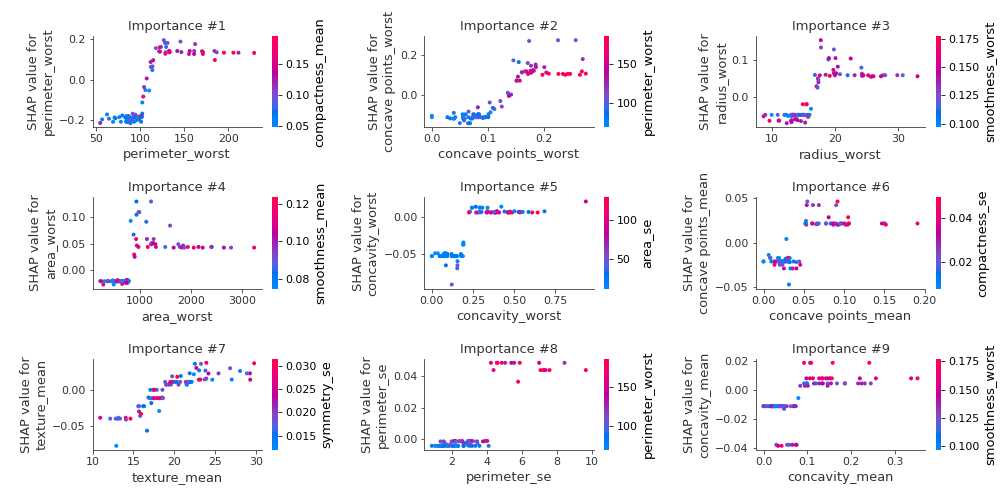 Importance #1
SHAP value for
perimeter_worst
0.2
0.0
−0.2
50
100
150
200
perimeter_worst
0.15
0.10
0.05
compactness_mean
Importance #2
SHAP value for
concave points_worst
0.2
0.0
0.0
0.1
0.2
concave points_worst
150
100
perimeter_worst
Importance #3
SHAP value for
radius_worst
0.1
0.0
10
20
30
radius_worst
0.175
0.150
0.125
0.100
smoothness_worst
Importance #4
SHAP value for
area_worst
0.10
0.05
0.00
1000
2000
3000
area_worst
0.12
0.10
0.08
smoothness_mean
Importance #5
SHAP value for
concavity_worst
0.00
−0.05
0.00
0.25
0.50
0.75
concavity_worst
100
50
area_se
Importance #6
SHAP value for
concave points_mean
0.05
0.00
−0.05
0.00
0.05
0.10
0.15
0.20
concave points_mean
0.04
0.02
compactness_se
Importance #7
SHAP value for
texture_mean
0.00
−0.05
10
15
20
25
30
texture_mean
0.030
0.025
0.020
0.015
symmetry_se
Importance #8
SHAP value for
perimeter_se
0.04
0.02
0.00
2
4
6
8
10
perimeter_se
150
100
perimeter_worst
Importance #9
SHAP value for
concavity_mean
0.02
0.00
−0.02
−0.04
0.0
0.1
0.2
0.3
concavity_mean
0.175
0.150
0.125
0.100
smoothness_worst